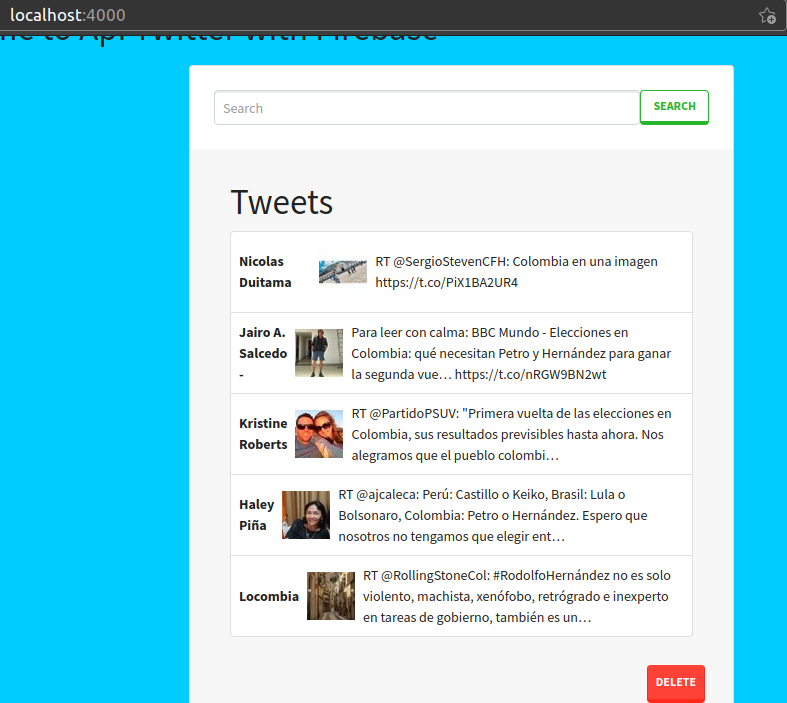 localhost:4000
to Api Twitter with Firebase
Search
SEARCH
Tweets
Nicolas
Duitama
RT @SergioStevenCFH: Colombia en una imagen
https://t.co/PiX1BA2UR4
Jairo A.
Salcedo
-
Para leer con calma: BBC Mundo - Elecciones en
Colombia: qué necesitan Petro y Hernández para ganar
la segunda vue… https://t.co/nRGW9BN2wt
Kristine
Roberts
RT @PartidoPSUV: "Primera vuelta de las elecciones en
Colombia, sus resultados previsibles hasta ahora. Nos
alegramos que el pueblo colombi…
Haley
Piña
RT @ajcaleca: Perú: Castillo o Keiko, Brasil: Lula o
Bolsonaro, Colombia: Petro o Hernández. Espero que
nosotros no tengamos que elegir ent…
Locombia
RT @RollingStoneCol: #RodolfoHernández no es solo
violento, machista, xenófobo, retrógrado e inexperto
en tareas de gobierno, también es un…
DELETE